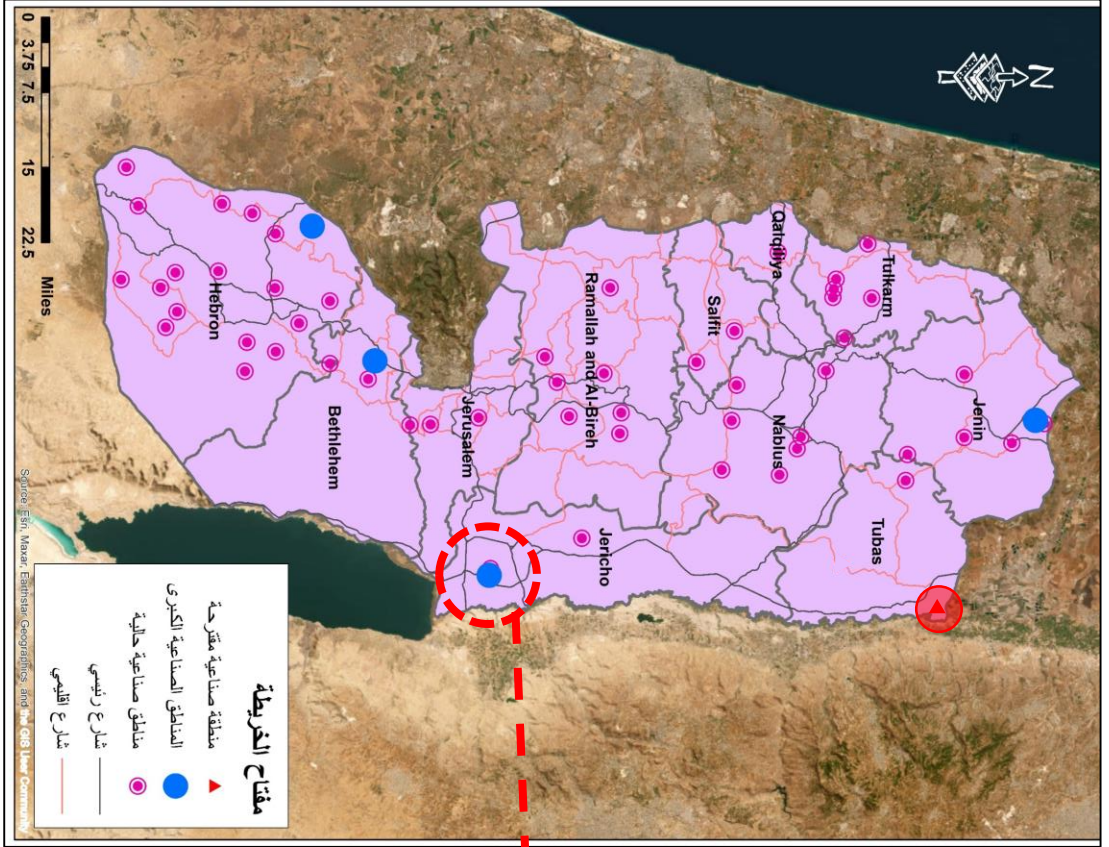 N
Jenin
Tulkarm
Tubas
Nablus
Qalqiliya
Salfit
Ramallah and Al-Bireh
Jericho
Jerusalem
Bethlehem
Hebron
0 3.75 7.5 15 22.5
Miles
مفتاح الخريطة
منطقة صناعية مقترحة
المناطق الصناعية الكبرى
مناطق صناعية حالية
شارع رئيسي
شارع اقليمي
Source: Esri, Maxar, Earthstar Geographics, and the GIS User Community